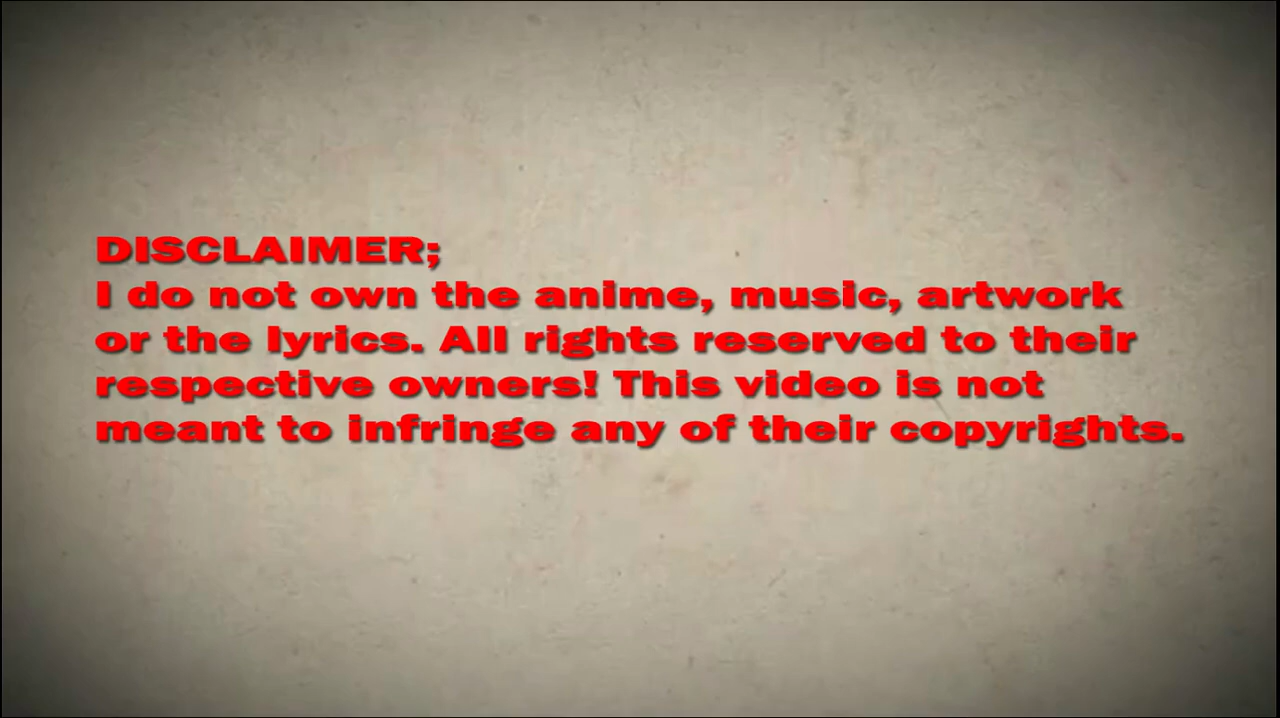 DISCLAIMER;
I do not own the anime, music, artwork
or the lyrics. All rights reserved to their
respective owners! This video is not
meant to infringe any of their copyrights.